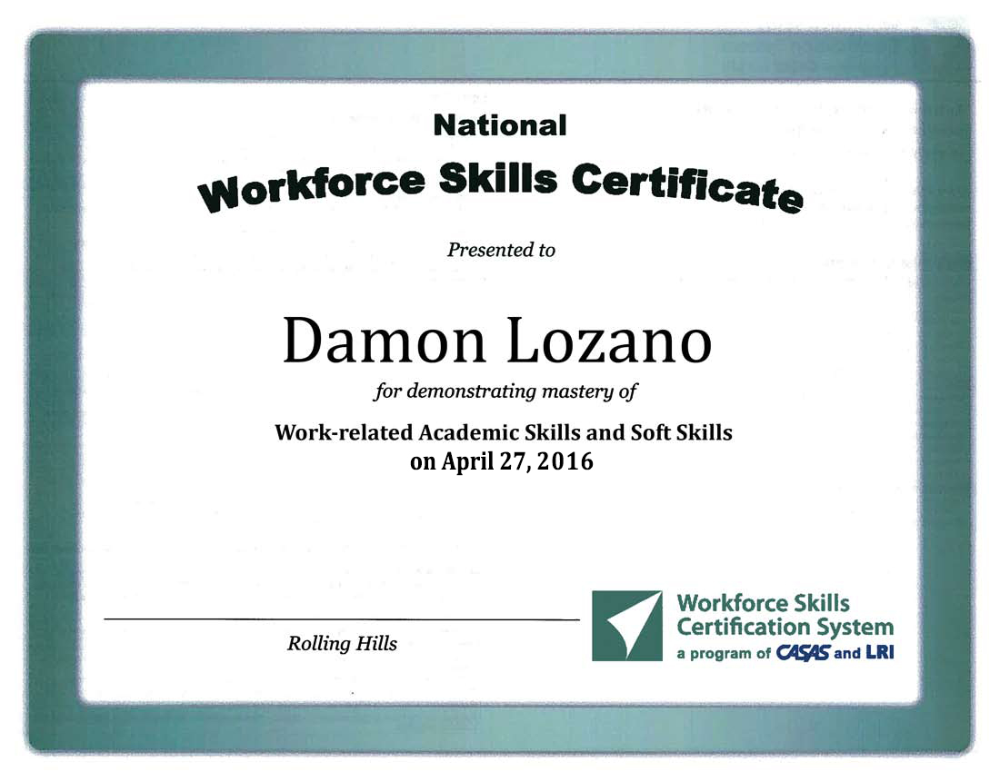 National
Workforce Skills Certificate
Presented to
Damon Lozano
for demonstrating mastery of
Work-related Academic Skills and Soft Skills
on April 27, 2016
Rolling Hills
Workforce Skills
Certification System
a program of CASAS and LRI